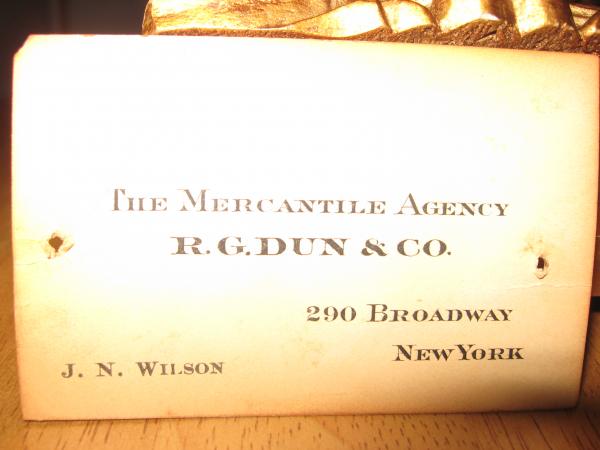 The Mercantile Agency
R. G. DUN & CO.
290 Broadway
New York
J. N. Wilson